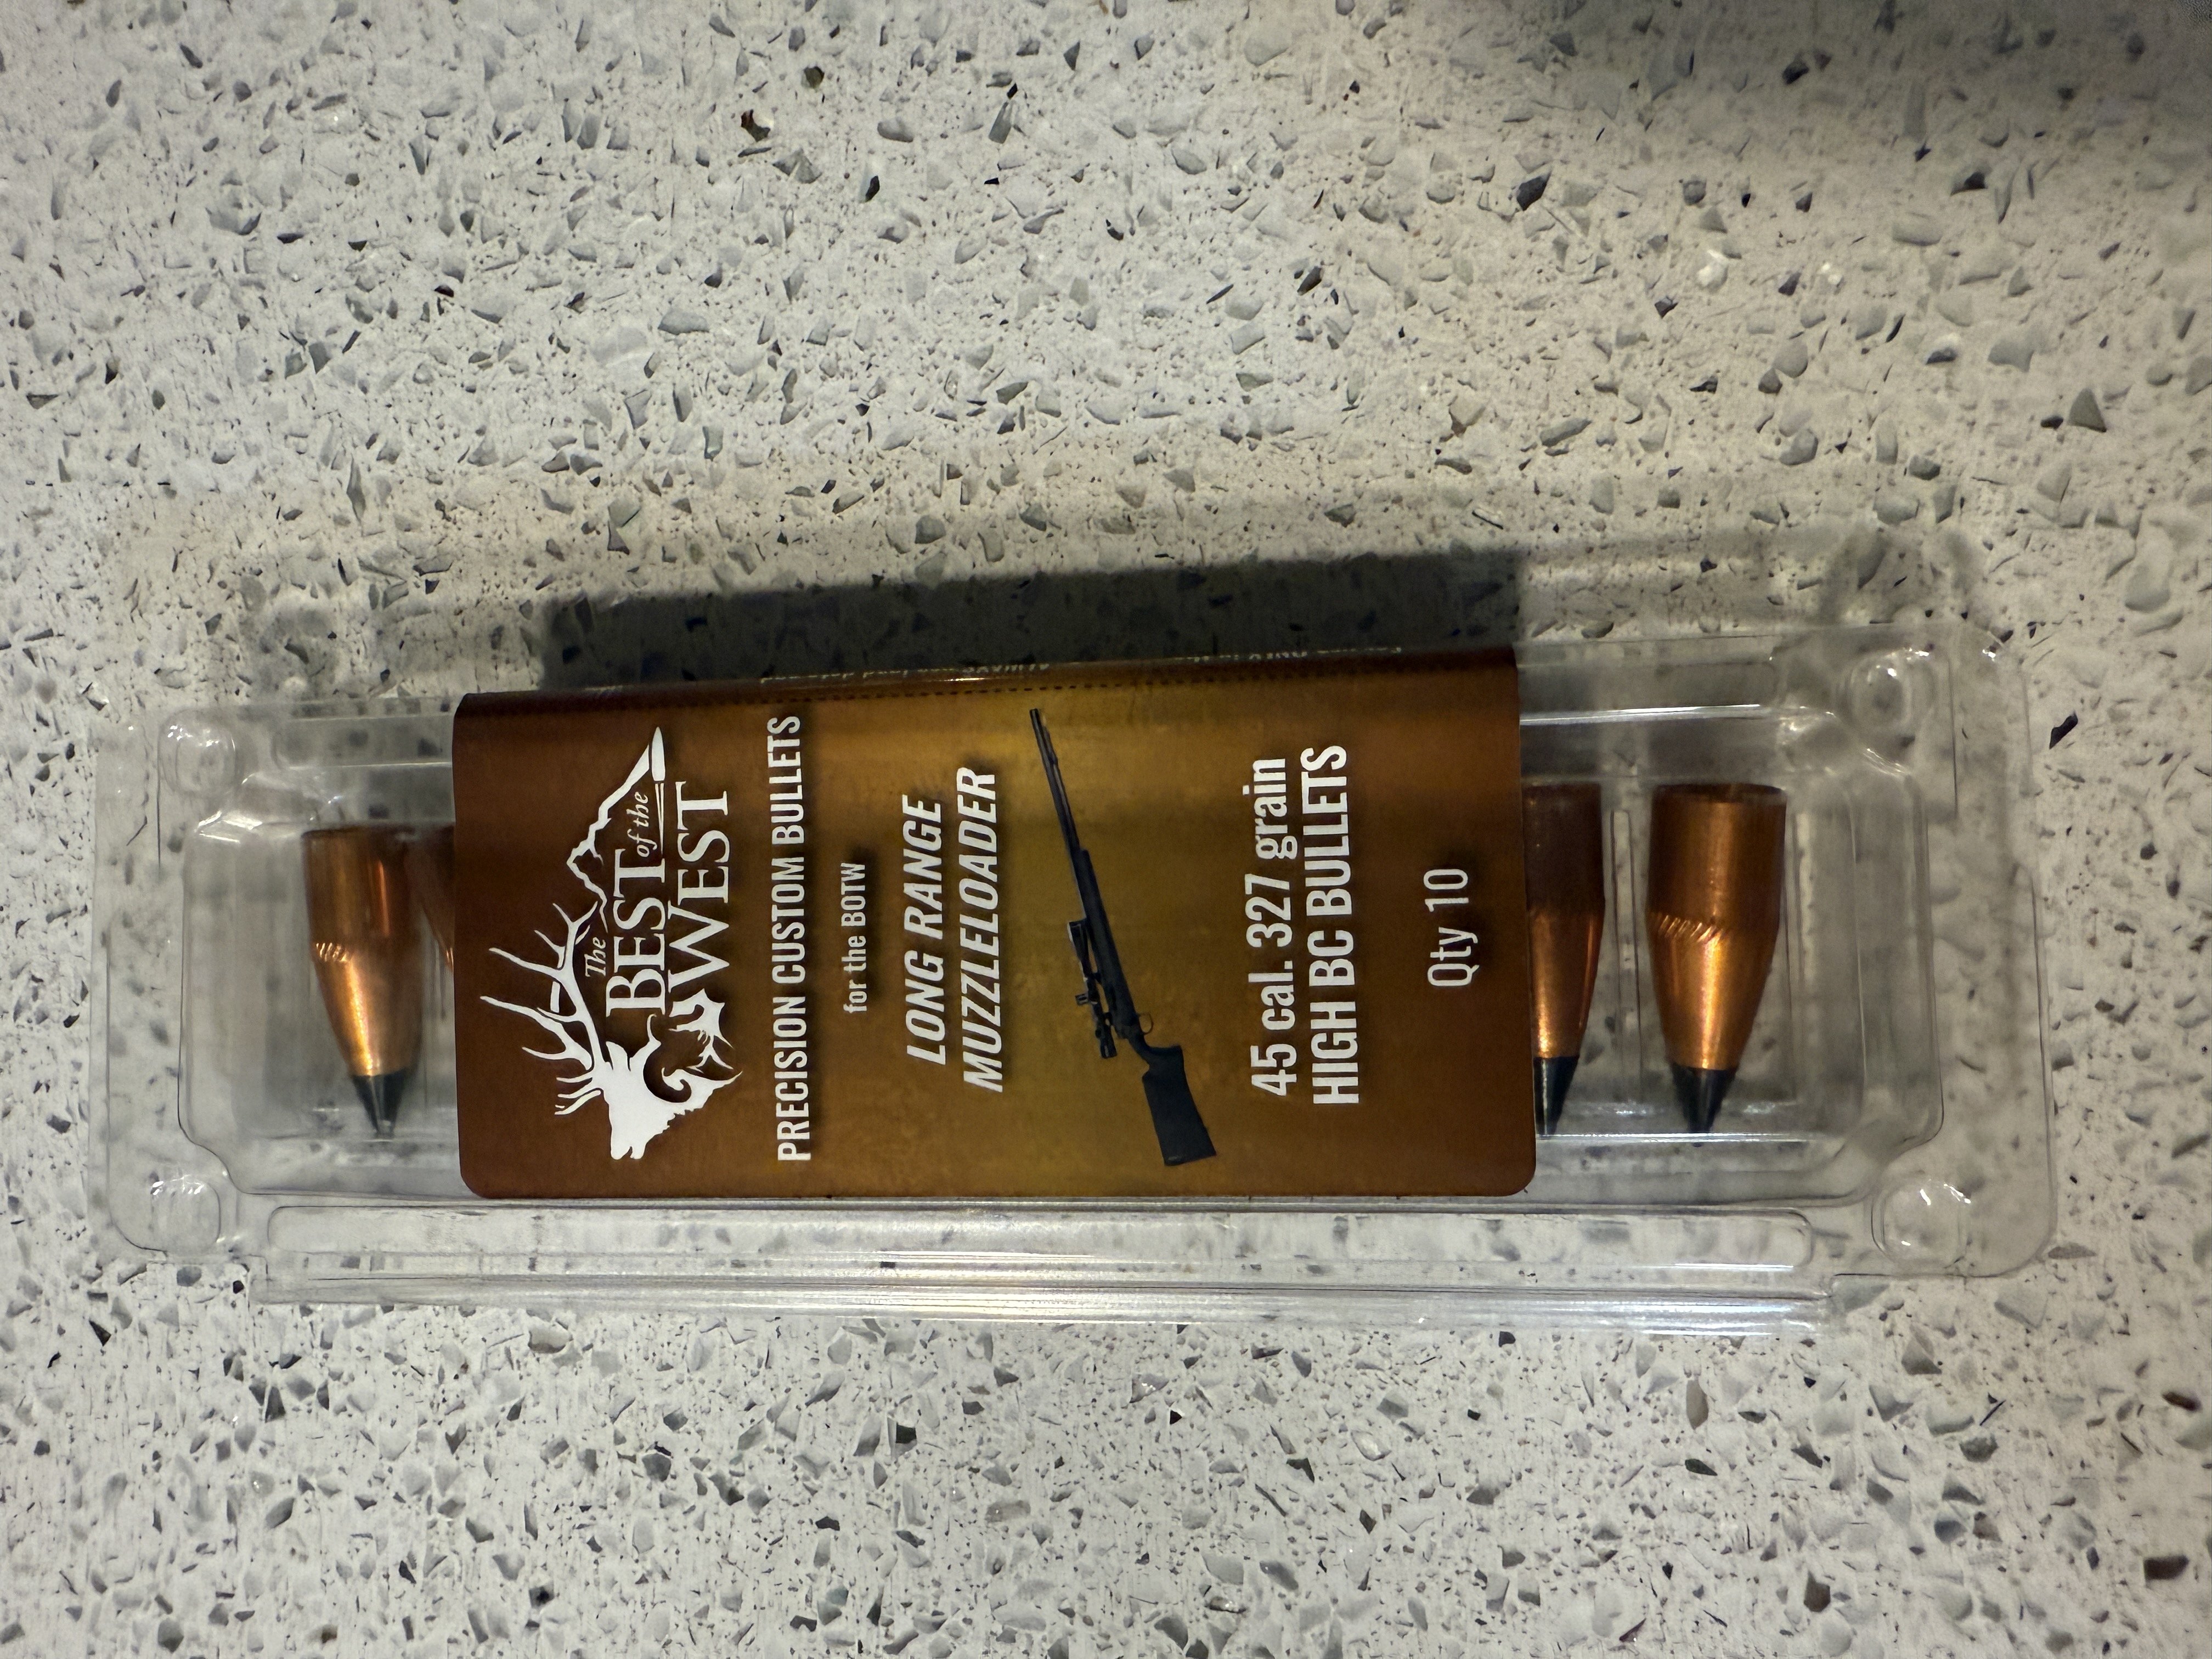 The
BEST of the
WEST
PRECISION CUSTOM BULLETS
for the BOTW
LONG RANGE
MUZZLELOADER
45 cal. 327 grain
HIGH BC BULLETS
Qty 10